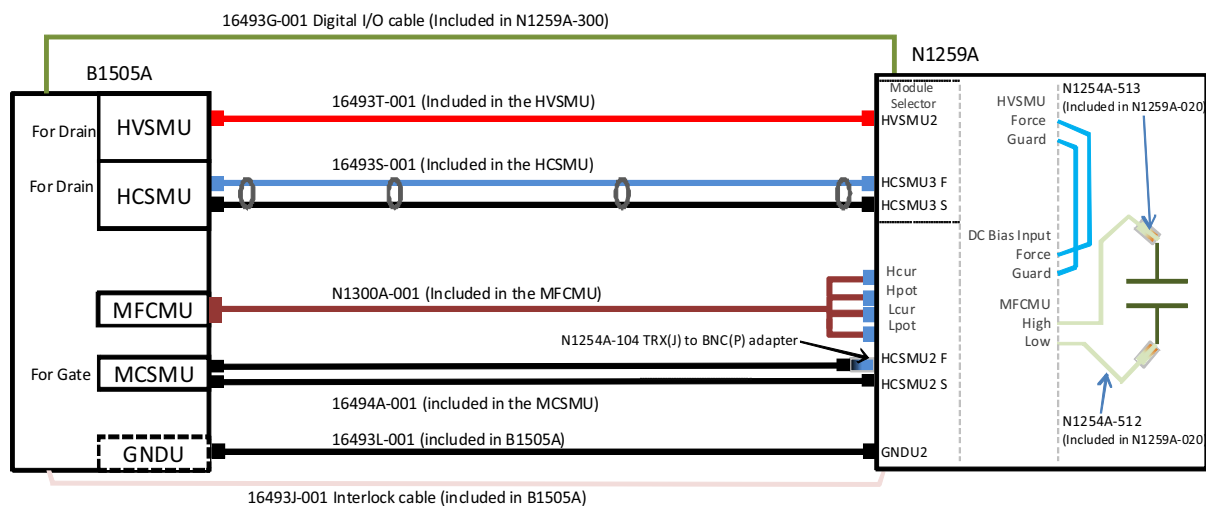 16493G-001 Digital I/O cable (Included in N1259A-300)
B1505A
N1259A
For Drain
HVSMU
16493T-001 (Included in the HVSMU)
Module
Selector
HVSMU2
HVSMU
Force
Guard
N1254A-513
(Included in N1259A-020)
For Drain
HCSMU
16493S-001 (Included in the HCSMU)
HCSMU3 F
HCSMU3 S
DC Bias Input
Force
Guard
MFCMU
N1300A-001 (Included in the MFCMU)
Hcur
Hpot
Lcur
Lpot
MFCMU
High
Low
N1254A-104 TRX(J) to BNC(P) adapter
For Gate
MCSMU
HCSMU2 F
HCSMU2 S
16494A-001 (included in the MCSMU)
N1254A-512
(Included in N1259A-020)
GNDU
16493L-001 (included in B1505A)
GNDU2
16493J-001 Interlock cable (included in B1505A)